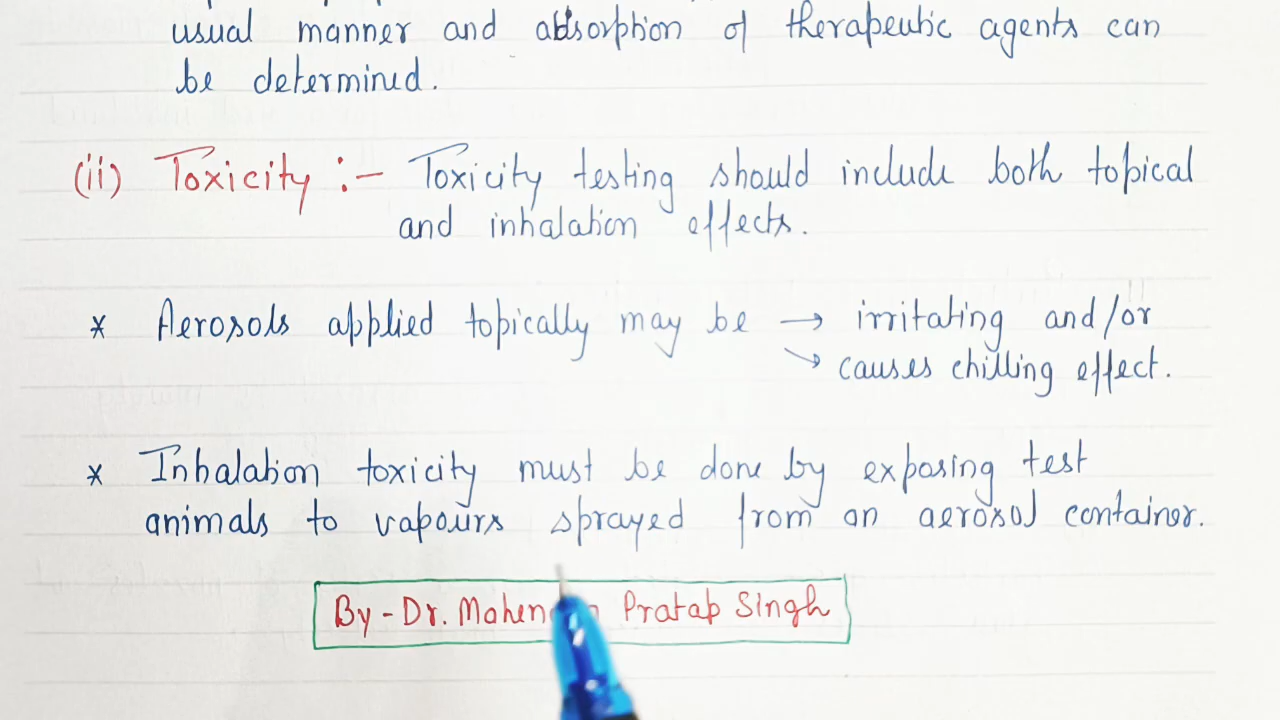 usual manner and absorption of therapeutic agents can
be determined.
(ii) Toxicity :- Toxicity testing should include both topical
and inhalation effects.
* Aerosols applied topically may be → irritating and/or
↘ causes chilling effect.
* Inhalation toxicity must be done by exposing test
animals to vapours sprayed from an aerosol container.
By - Dr. Pratap Singh